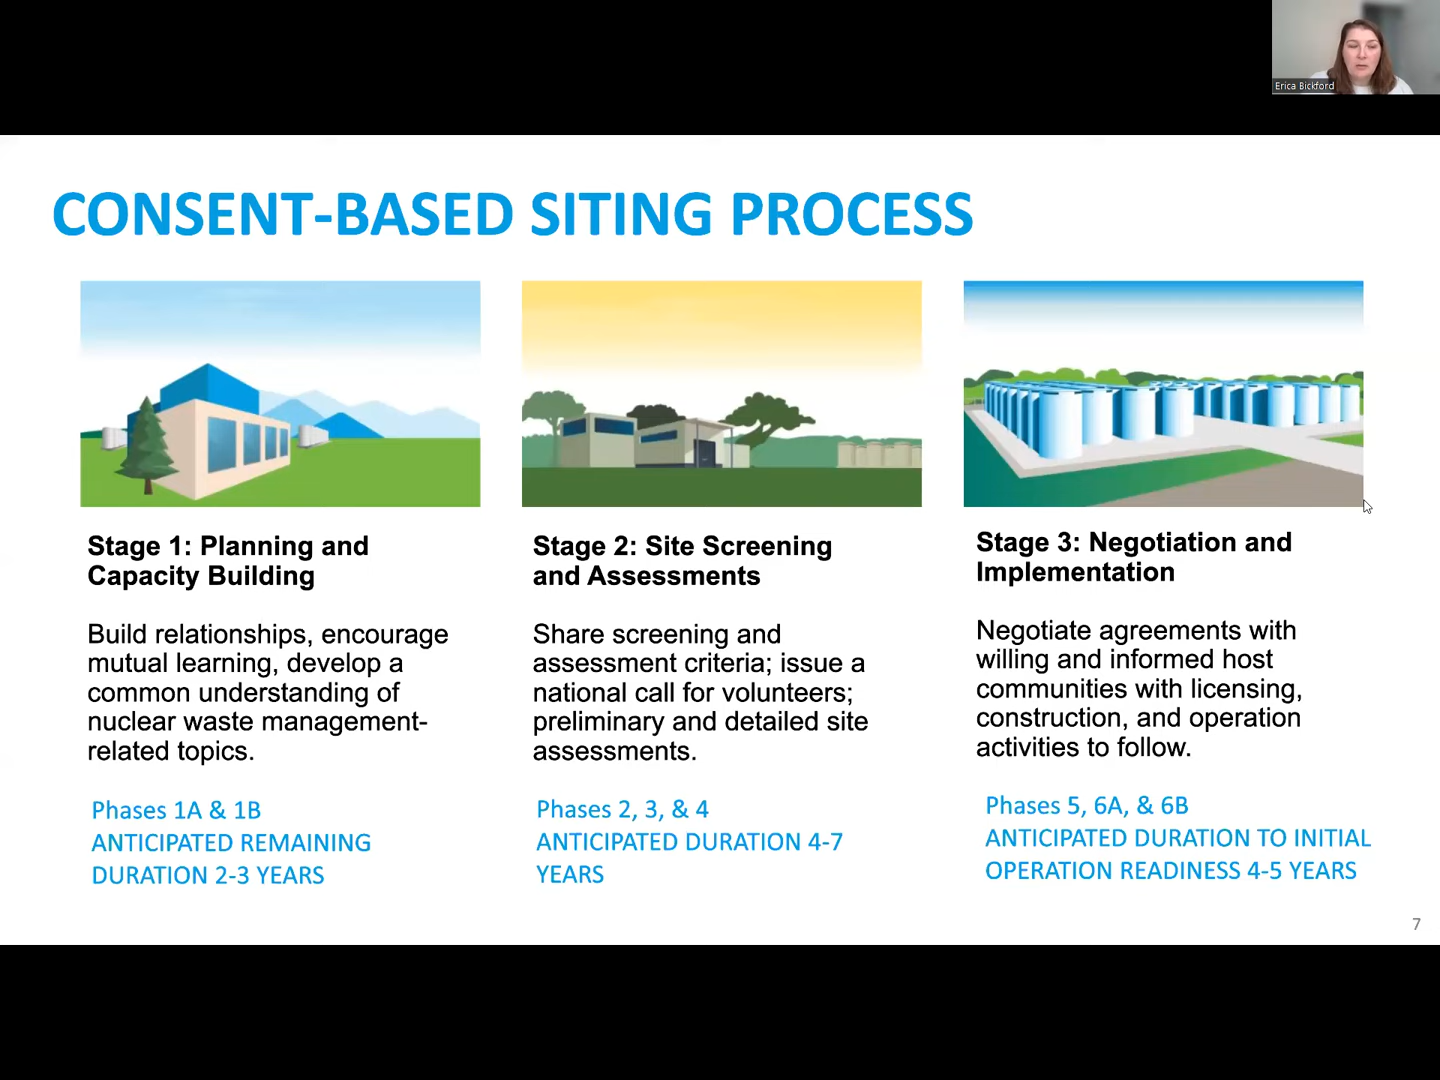 Erica Bickford
CONSENT-BASED SITING PROCESS
Stage 1: Planning and
Capacity Building
Build relationships, encourage
mutual learning, develop a
common understanding of
nuclear waste management-
related topics.
Phases 1A & 1B
ANTICIPATED REMAINING
DURATION 2-3 YEARS
Stage 2: Site Screening
and Assessments
Share screening and
assessment criteria; issue a
national call for volunteers;
preliminary and detailed site
assessments.
Phases 2, 3, & 4
ANTICIPATED DURATION 4-7
YEARS
Stage 3: Negotiation and
Implementation
Negotiate agreements with
willing and informed host
communities with licensing,
construction, and operation
activities to follow.
Phases 5, 6A, & 6B
ANTICIPATED DURATION TO INITIAL
OPERATION READINESS 4-5 YEARS
7